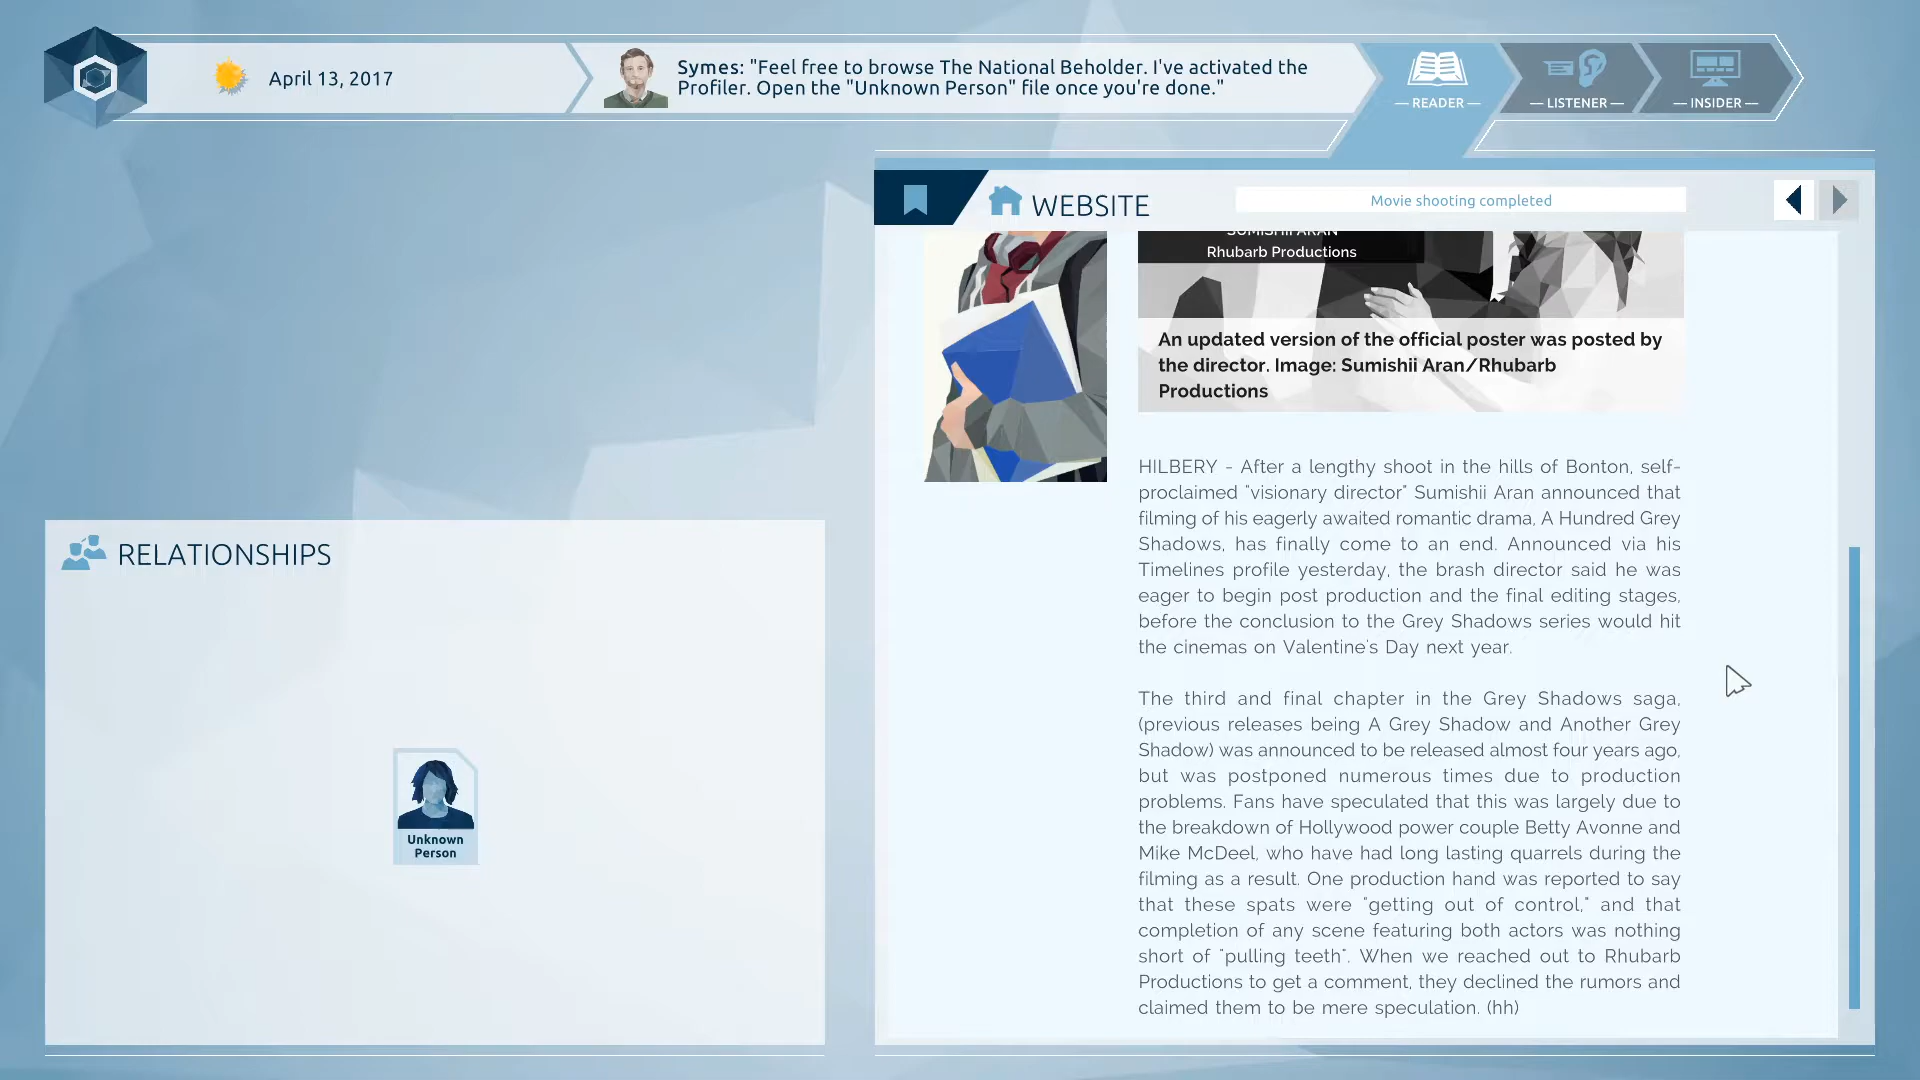 April 13, 2017
Symes: "Feel free to browse The National Beholder. I've activated the
Profiler. Open the "Unknown Person" file once you're done."
— READER —
— LISTENER —
— INSIDER —
WEBSITE
Movie shooting completed
SUMISHII ARAN
Rhubarb Productions
An updated version of the official poster was posted by
the director. Image: Sumishii Aran/Rhubarb
Productions
HILBERY - After a lengthy shoot in the hills of Bonton, self-
proclaimed "visionary director" Sumishii Aran announced that
filming of his eagerly awaited romantic drama, A Hundred Grey
Shadows, has finally come to an end. Announced via his
Timelines profile yesterday, the brash director said he was
eager to begin post production and the final editing stages,
before the conclusion to the Grey Shadows series would hit
the cinemas on Valentine's Day next year.
The third and final chapter in the Grey Shadows saga,
(previous releases being A Grey Shadow and Another Grey
Shadow) was announced to be released almost four years ago,
but was postponed numerous times due to production
problems. Fans have speculated that this was largely due to
the breakdown of Hollywood power couple Betty Avonne and
Mike McDeel, who have had long lasting quarrels during the
filming as a result. One production hand was reported to say
that these spats were "getting out of control," and that
completion of any scene featuring both actors was nothing
short of "pulling teeth". When we reached out to Rhubarb
Productions to get a comment, they declined the rumors and
claimed them to be mere speculation. (hh)
RELATIONSHIPS
Unknown
Person